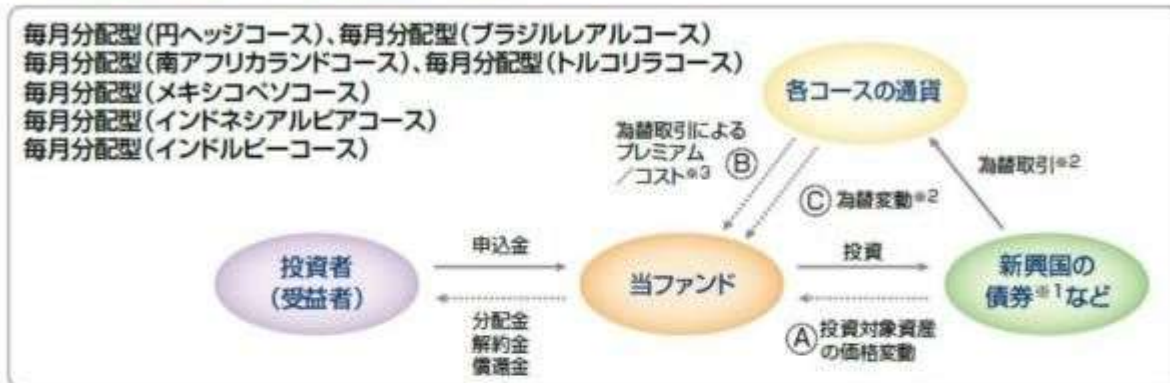 毎月分配型(円ヘッジコース)、毎月分配型(ブラジルレアルコース)
毎月分配型(南アフリカランドコース)、毎月分配型(トルコリラコース)
毎月分配型(メキシコペソコース)
毎月分配型(インドネシアルピアコース)
毎月分配型(インドルピーコース)
各コースの通貨
為替取引による
プレミアム
/コスト※3
Ⓑ
Ⓒ 為替変動※2
為替取引※2
投資者
(受益者)
申込金
分配金
解約金
償還金
当ファンド
投資
Ⓐ 投資対象資産
の価格変動
新興国の
債券※1など